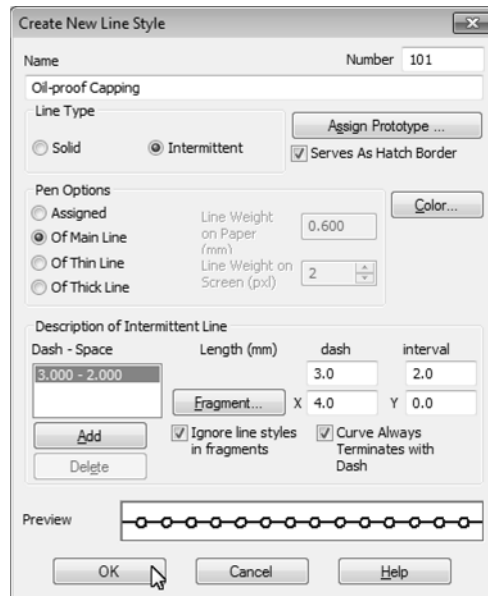 Create New Line Style
Name
Number 101
Oil-proof Capping
Line Type
Solid
Intermittent
Assign Prototype ...
Serves As Hatch Border
Pen Options
Assigned
Of Main Line
Of Thin Line
Of Thick Line
Line Weight
on Paper
(mm)
0.600
Line Weight on
Screen (pxl)
2
Color...
Description of Intermittent Line
Dash - Space
Length (mm)
dash
interval
3.000 - 2.000
3.0
2.0
Fragment...
X 4.0
Y 0.0
Add
Delete
Ignore line styles
in fragments
Curve Always
Terminates with
Dash
Preview
OK
Cancel
Help